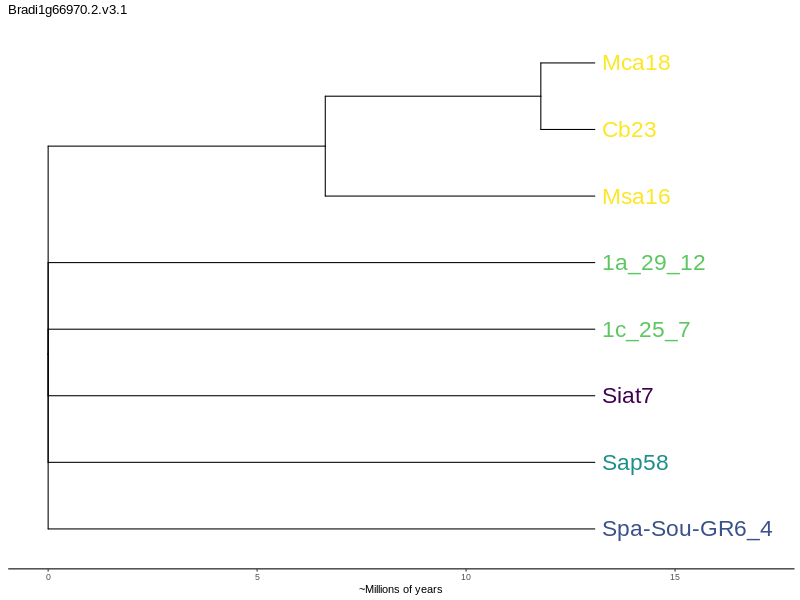 Bradi1g66970.2.v3.1
Mca18
Cb23
Msa16
1a_29_12
1c_25_7
Siat7
Sap58
Spa-Sou-GR6_4
0 5 10 15
~Millions of years